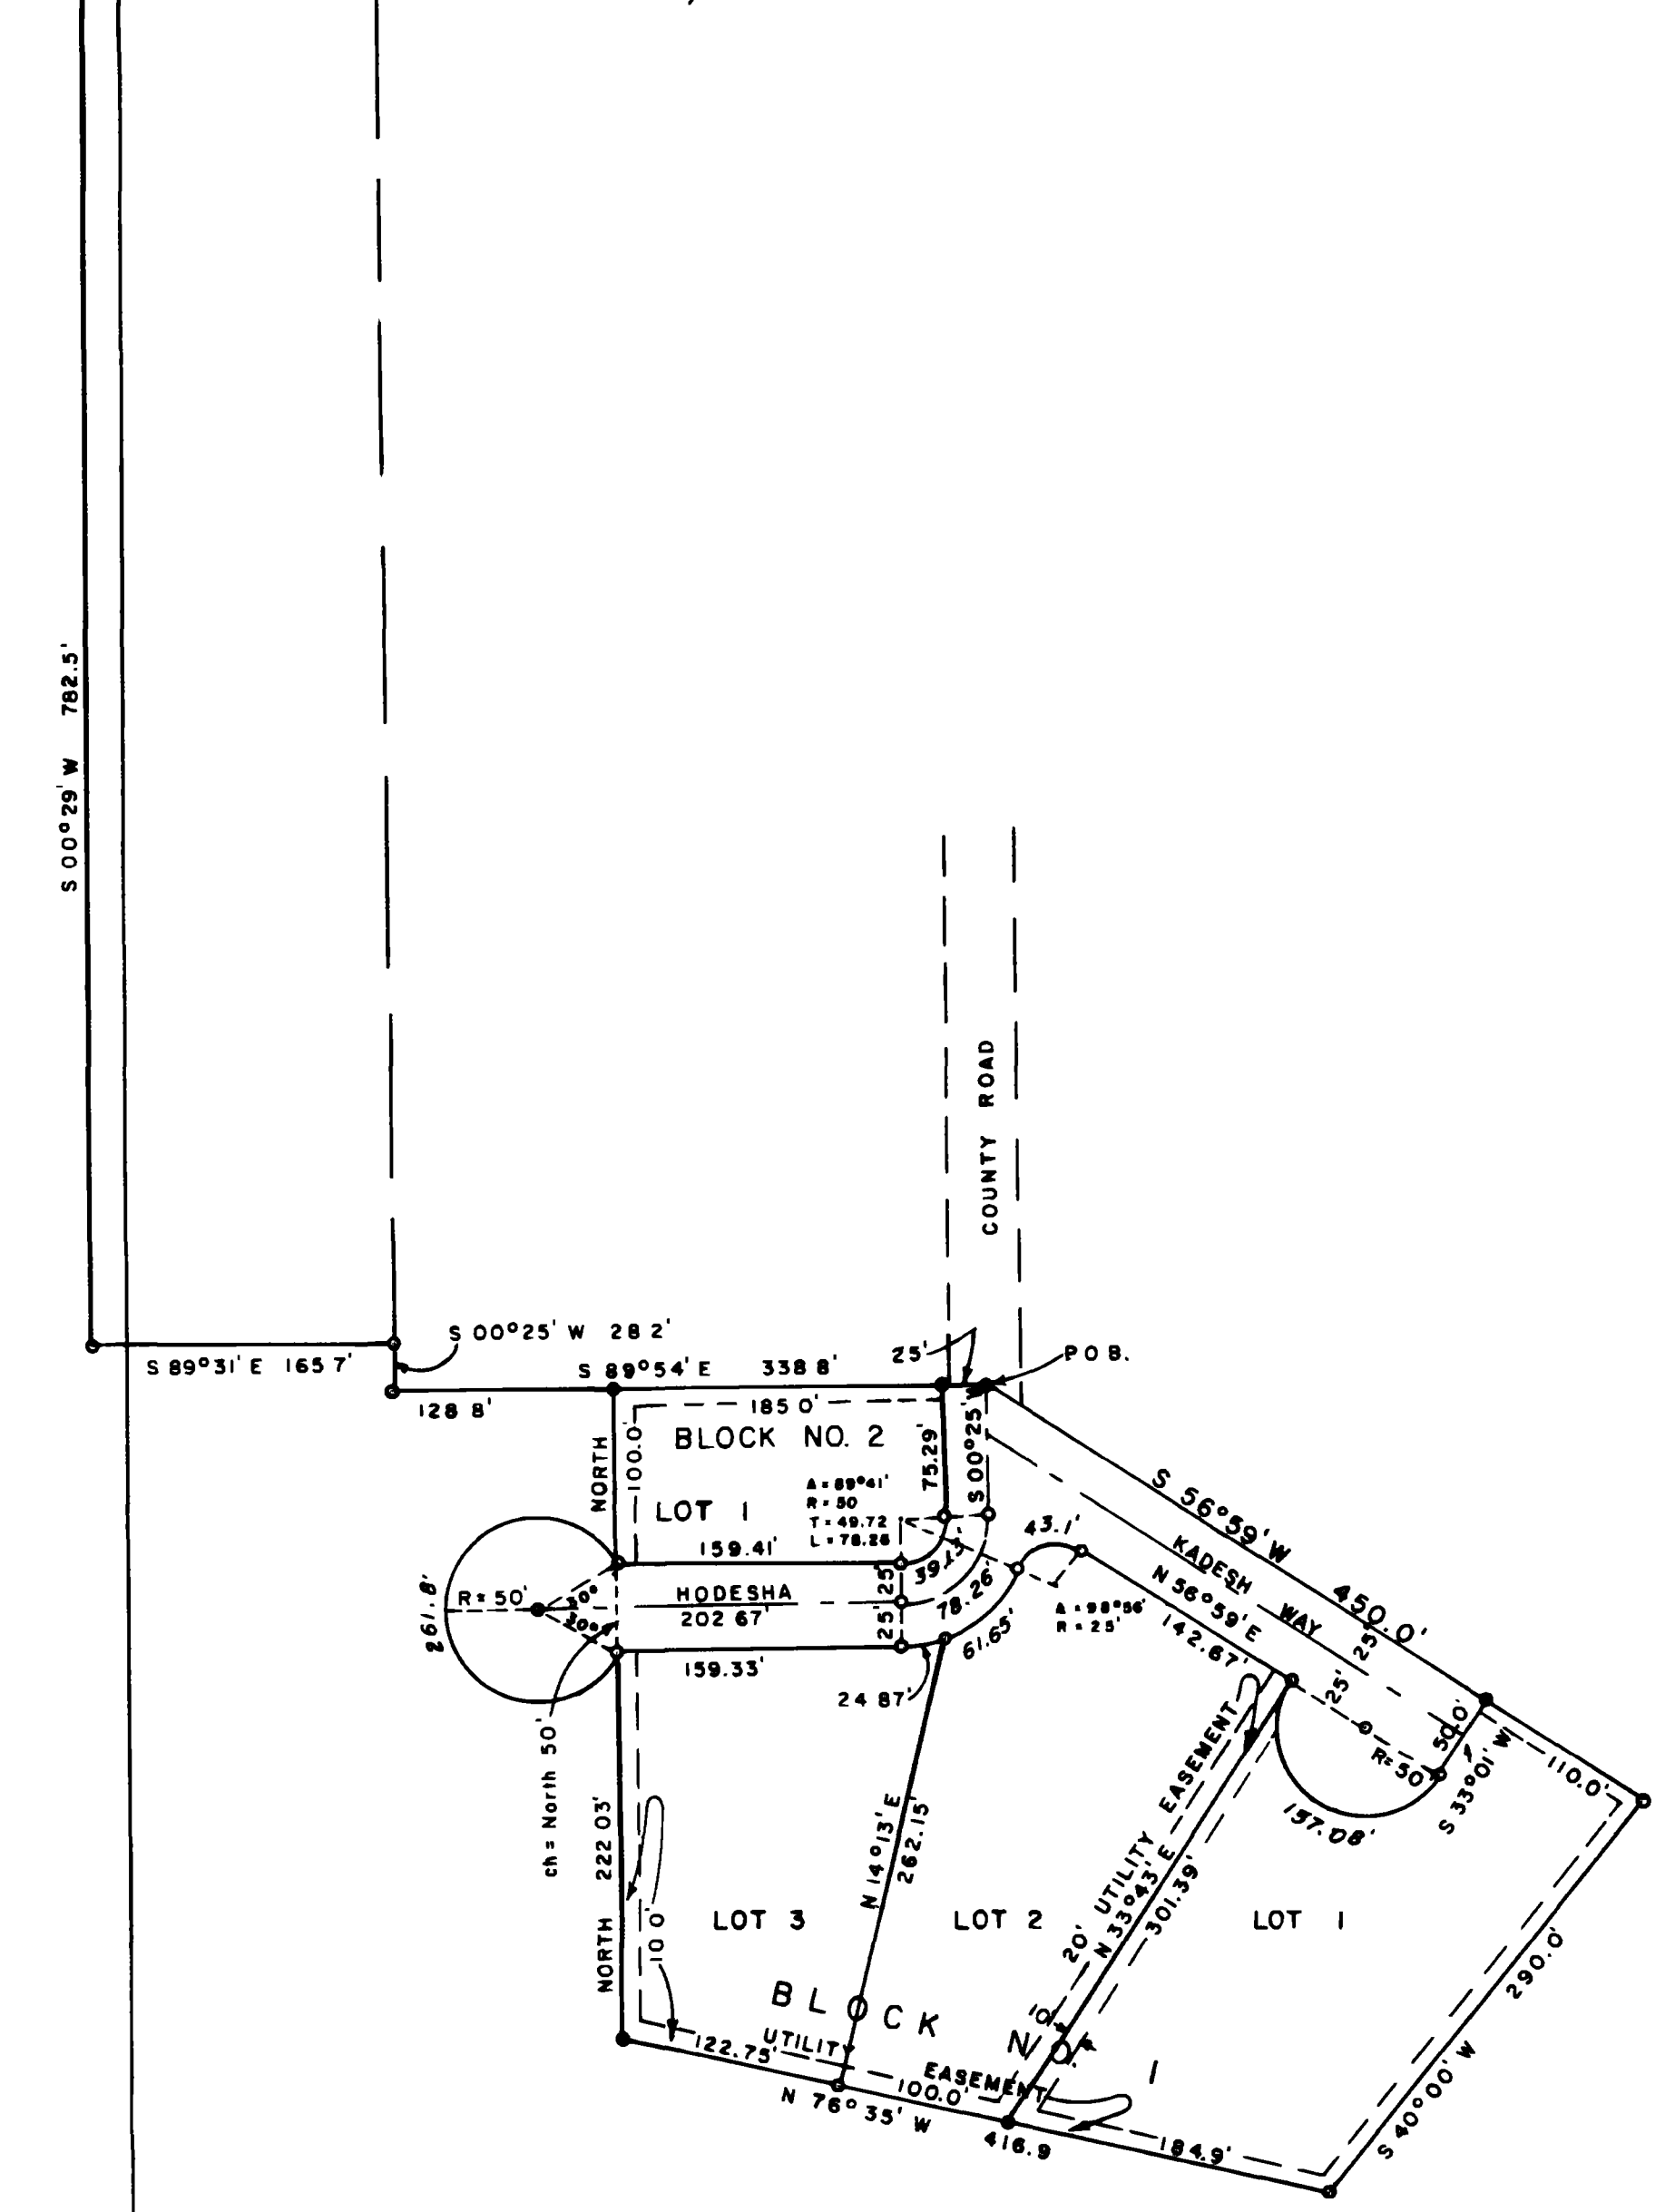 S 00°29' W 782.5'
COUNTY ROAD
S 00°25' W 28 2'
S 89°31' E 165 7'
S 89°54' E 338 8'
25'
P O B.
128 8'
185 0'
BLOCK NO. 2
NORTH
100.0'
75.29'
S 00°25'
Δ = 89°41'
R = 50
T = 49.72
L = 78.26
LOT 1
159.41'
39.13'
43.1'
S 56°59' W
450.0'
KADESH WAY
N 56°59' E
142.67'
261.8'
R = 50'
30°
30°
HODESHA
202 67'
25'
25'
78.26'
61.65'
Δ = 98°56'
R = 25'
159.33'
24 87'
25'
25'
50.0'
R = 50'
S 33°01' W
110.0'
157.08'
ch = North 50'
NORTH 222 03'
10 0'
N 14°13' E
262.15'
20' UTILITY EASEMENT
N 33°43' E
301.39'
LOT 3
LOT 2
LOT 1
290.0'
S 40°00' W
BLOCK NO. 1
10'
UTILITY EASEMENT
122.75'
100.0'
N 76°35' W
416.9
184.9'